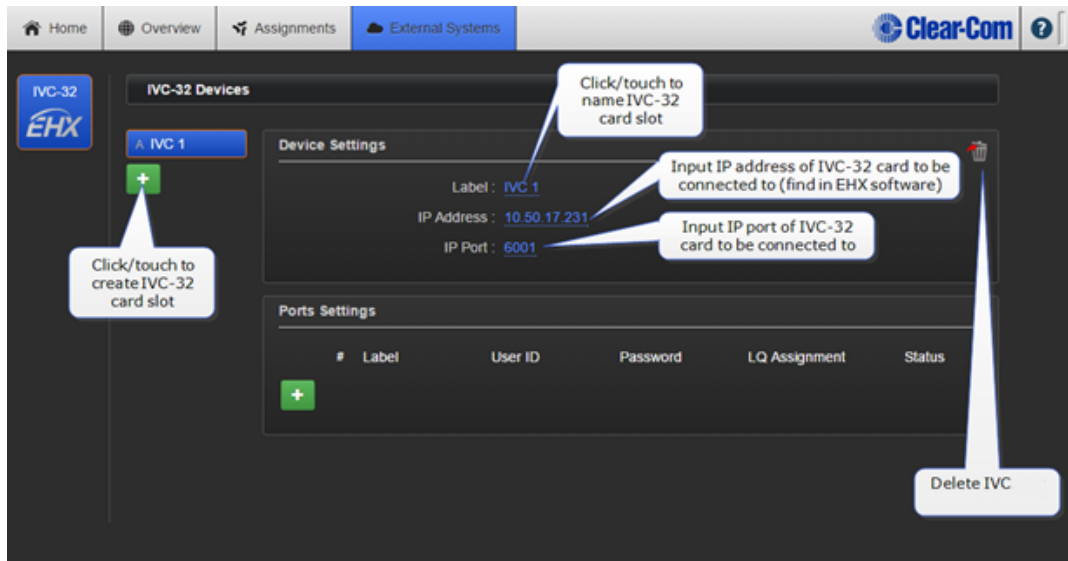 Home Overview Assignments External Systems Clear-Com ?
IVC-32
EHX
IVC-32 Devices
A IVC 1
Device Settings
Label : IVC 1
IP Address : 10.50.17.231
IP Port : 6001
Click/touch to
name IVC-32
card slot
Input IP address of IVC-32 card to be
connected to (find in EHX software)
Input IP port of IVC-32
card to be connected to
Click/touch to
create IVC-32
card slot
Ports Settings
# Label User ID Password LQ Assignment Status
Delete IVC